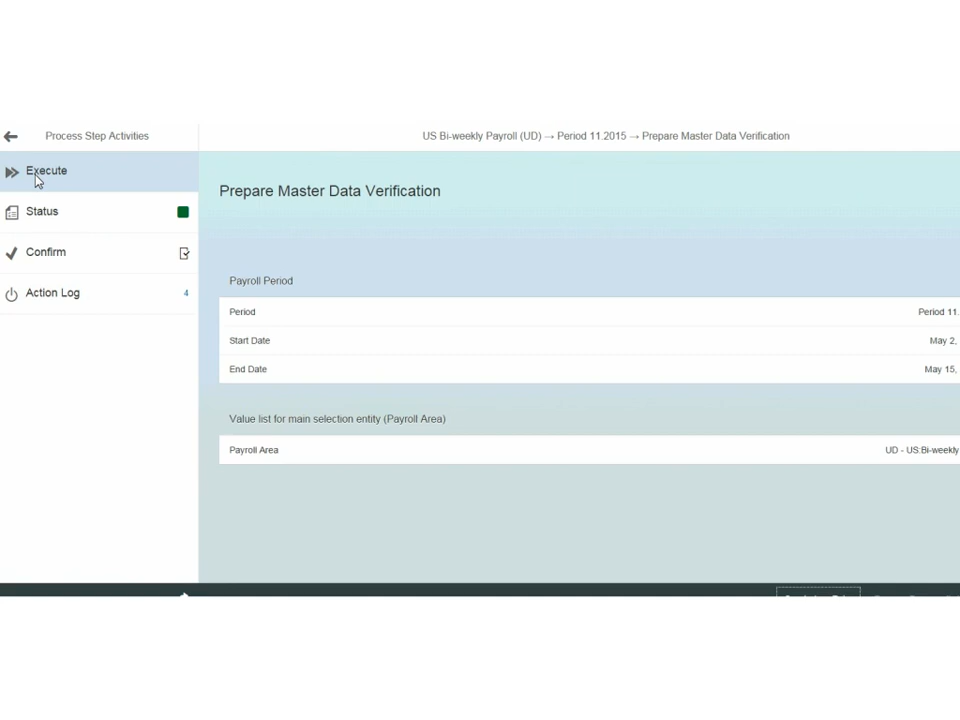 Process Step Activities
US Bi-weekly Payroll (UD) → Period 11.2015 → Prepare Master Data Verification
Execute
Prepare Master Data Verification
Status
Confirm
Payroll Period
Action Log 4
Period Period 11.
Start Date May 2,
End Date May 15,
Value list for main selection entity (Payroll Area)
Payroll Area UD - US:Bi-weekly